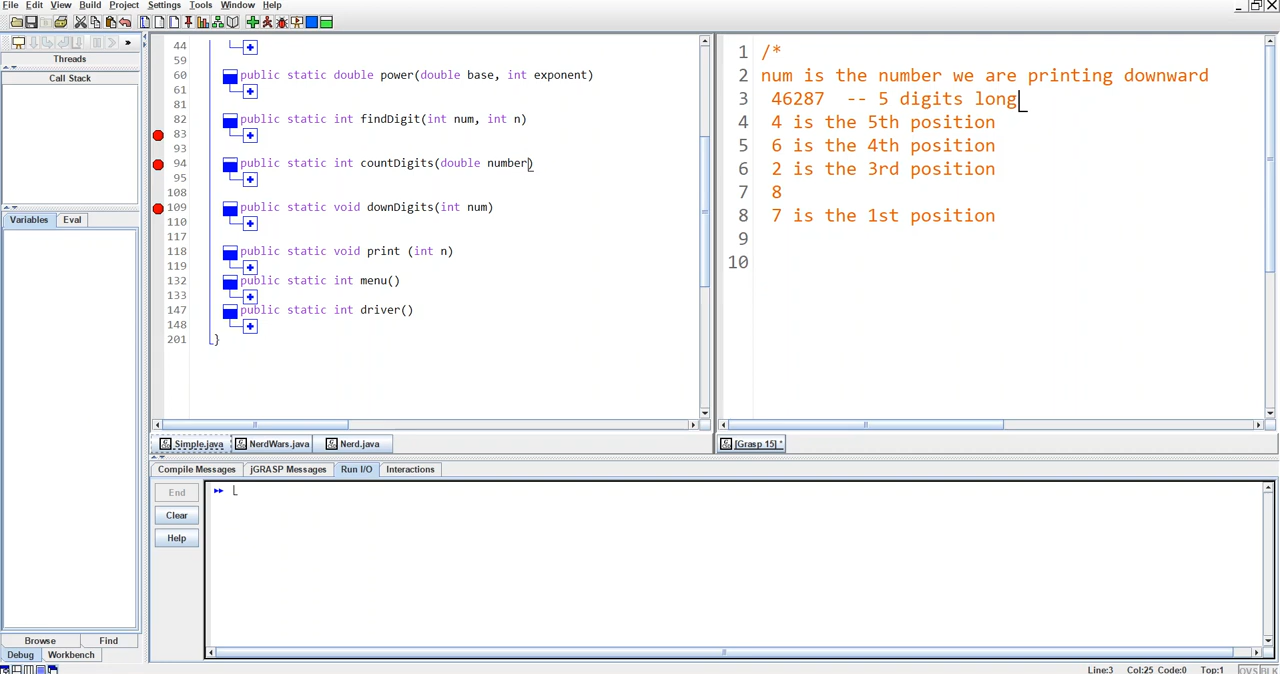 File Edit View Build Project Settings Tools Window Help
Threads
Call Stack
Variables Eval
Browse Find
Debug Workbench
44
59
60 public static double power(double base, int exponent)
61
81
82 public static int findDigit(int num, int n)
83
93
94 public static int countDigits(double number)
95
108
109 public static void downDigits(int num)
110
117
118 public static void print (int n)
119
132 public static int menu()
133
147 public static int driver()
148
201 }
1 /*
2 num is the number we are printing downward
3 46287 -- 5 digits long
4 4 is the 5th position
5 6 is the 4th position
6 2 is the 3rd position
7 8
8 7 is the 1st position
9
10
Simple.java NerdWars.java Nerd.java
[Grasp 15] *
Compile Messages jGRASP Messages Run I/O Interactions
End
Clear
Help
Line:3 Col:25 Code:0 Top:1 OVS BLK